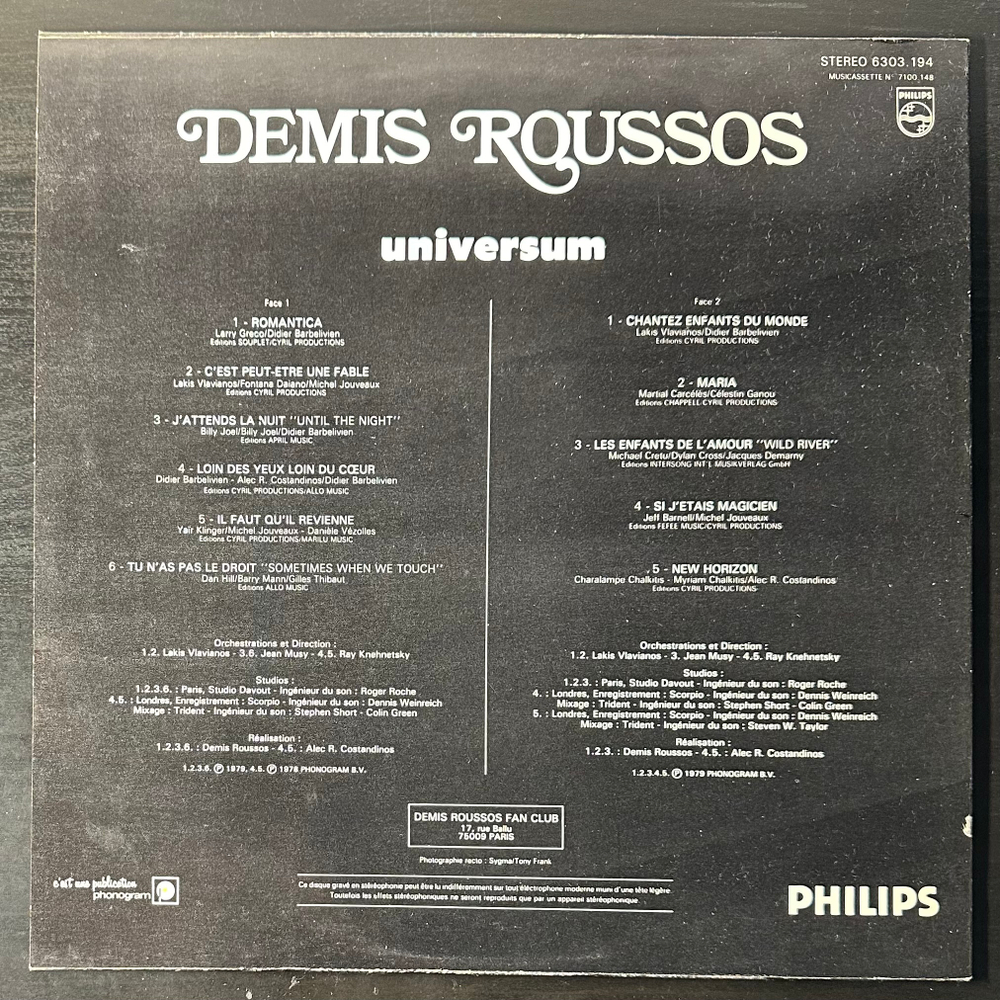 STEREO 6303.194
MUSICASSETTE N° 7100.148
PHILIPS
DEMIS ROUSSOS
universum
Face 1
1 - ROMANTICA
Larry Greco/Didier Barbelivien
Editions SOUPLET/CYRIL PRODUCTIONS
2 - C'EST PEUT-ETRE UNE FABLE
Lakis Vlavianos/Fontana Daiano/Michel Jouveaux
Editions CYRIL PRODUCTIONS
3 - J'ATTENDS LA NUIT "UNTIL THE NIGHT"
Billy Joel/Billy Joel/Didier Barbelivien
Editions APRIL MUSIC
4 - LOIN DES YEUX LOIN DU CŒUR
Didier Barbelivien - Alec R. Costandinos/Didier Barbelivien
Editions CYRIL PRODUCTIONS/ALLO MUSIC
5 - IL FAUT QU'IL REVIENNE
Yaïr Klinger/Michel Jouveaux - Danièle Vézolles
Editions CYRIL PRODUCTIONS/MARILU MUSIC
6 - TU N'AS PAS LE DROIT "SOMETIMES WHEN WE TOUCH"
Dan Hill/Barry Mann/Gilles Thibaut
Editions ALLO MUSIC
Orchestrations et Direction :
1.2. Lakis Vlavianos - 3.6. Jean Musy - 4.5. Ray Knehnetsky
Studios :
1.2.3.6. : Paris, Studio Davout - Ingénieur du son : Roger Roche
4.5. : Londres, Enregistrement : Scorpio - Ingénieur du son : Dennis Weinreich
Mixage : Trident - Ingénieur du son : Stephen Short - Colin Green
Réalisation :
1.2.3.6. : Demis Roussos - 4.5. : Alec R. Costandinos
1.2.3.6. ℗ 1979, 4.5. ℗ 1978 PHONOGRAM B.V.
Face 2
1 - CHANTEZ ENFANTS DU MONDE
Lakis Vlavianos/Didier Barbelivien
Editions CYRIL PRODUCTIONS
2 - MARIA
Martial Carcélès/Célestin Ganou
Editions CHAPPELL/CYRIL PRODUCTIONS
3 - LES ENFANTS DE L'AMOUR "WILD RIVER"
Michael Cretu/Dylan Cross/Jacques Demarny
Editions INTERSONG INT'L MUSIKVERLAG GmbH
4 - SI J'ETAIS MAGICIEN
Jeff Barnell/Michel Jouveaux
Editions FEFEE MUSIC/CYRIL PRODUCTIONS
5 - NEW HORIZON
Charalampe Chalkitis - Myriam Chalkitis/Alec R. Costandinos
Editions CYRIL PRODUCTIONS
Orchestrations et Direction :
1.2. Lakis Vlavianos - 3. Jean Musy - 4.5. Ray Knehnetsky
Studios :
1.2.3. : Paris, Studio Davout - Ingénieur du son : Roger Roche
4. : Londres, Enregistrement : Scorpio - Ingénieur du son : Dennis Weinreich
Mixage : Trident - Ingénieur du son : Stephen Short - Colin Green
5. : Londres, Enregistrement : Scorpio - Ingénieur du son : Dennis Weinreich
Mixage : Trident - Ingénieur du son : Steven W. Taylor
Réalisation :
1.2.3. : Demis Roussos - 4.5. : Alec R. Costandinos
1.2.3.4.5. ℗ 1979 PHONOGRAM B.V.
DEMIS ROUSSOS FAN CLUB
17, rue Ballu
75009 PARIS
Photographie recto : Sygma/Tony Frank
c'est une publication
phonogram
Ce disque gravé en stéréophonie peut être lu indifféremment sur tout électrophone moderne muni d'une tête légère.
Toutefois les effets stéréophoniques ne seront reproduits que par un appareil stéréophonique.
PHILIPS